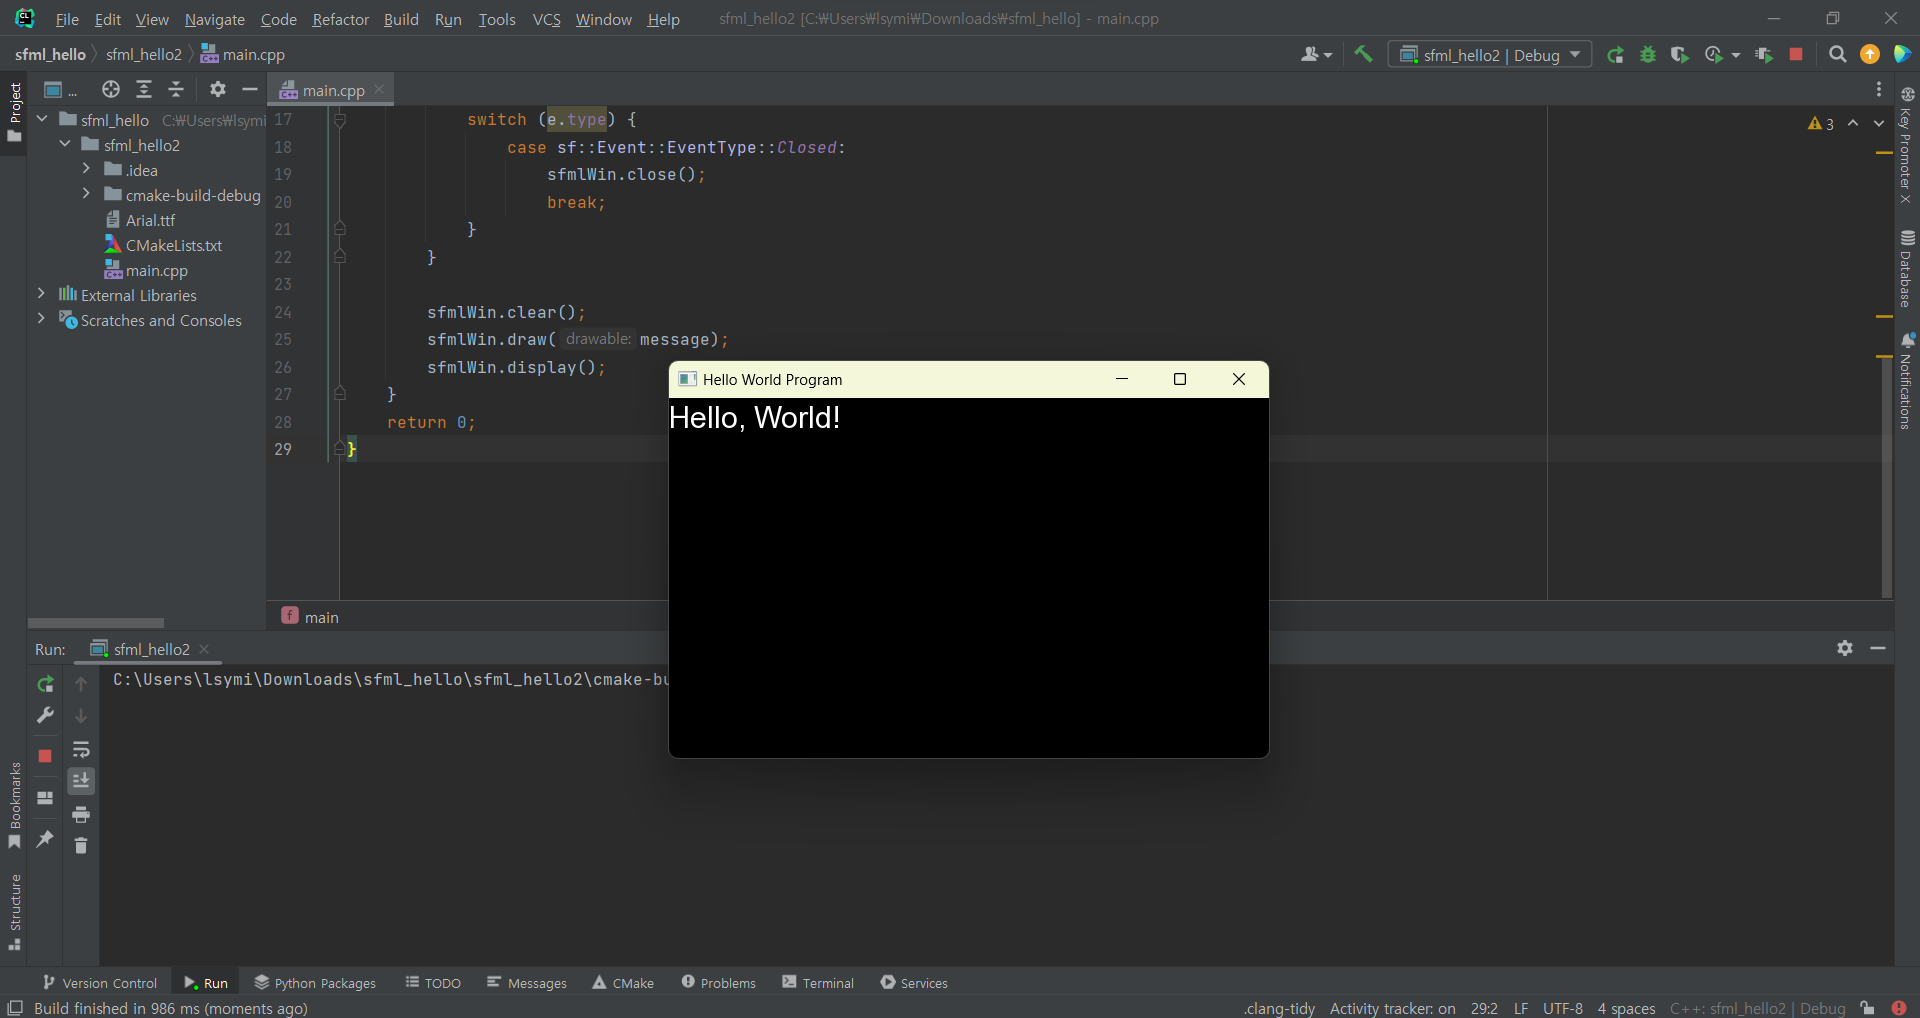 File Edit View Navigate Code Refactor Build Run Tools VCS Window Help sfml_hello2 [C:₩Users₩lsymi₩Downloads₩sfml_hello] - main.cpp
sfml_hello sfml_hello2 main.cpp sfml_hello2 | Debug
Project
... main.cpp
sfml_hello C:₩Users₩lsymi
sfml_hello2
.idea
cmake-build-debug
Arial.ttf
CMakeLists.txt
main.cpp
External Libraries
Scratches and Consoles
17 switch (e.type) {
18 case sf::Event::EventType::Closed:
19 sfmlWin.close();
20 break;
21 }
22 }
23
24 sfmlWin.clear();
25 sfmlWin.draw( drawable: message);
26 sfmlWin.display();
27 }
28 return 0;
29 }
3
Key Promoter X
Database
Notifications
Hello World Program
Hello, World!
main
Run: sfml_hello2
C:\Users\lsymi\Downloads\sfml_hello\sfml_hello2\cmake-bu
Bookmarks
Structure
Version Control Run Python Packages TODO Messages CMake Problems Terminal Services
Build finished in 986 ms (moments ago) .clang-tidy Activity tracker: on 29:2 LF UTF-8 4 spaces C++: sfml_hello2 | Debug